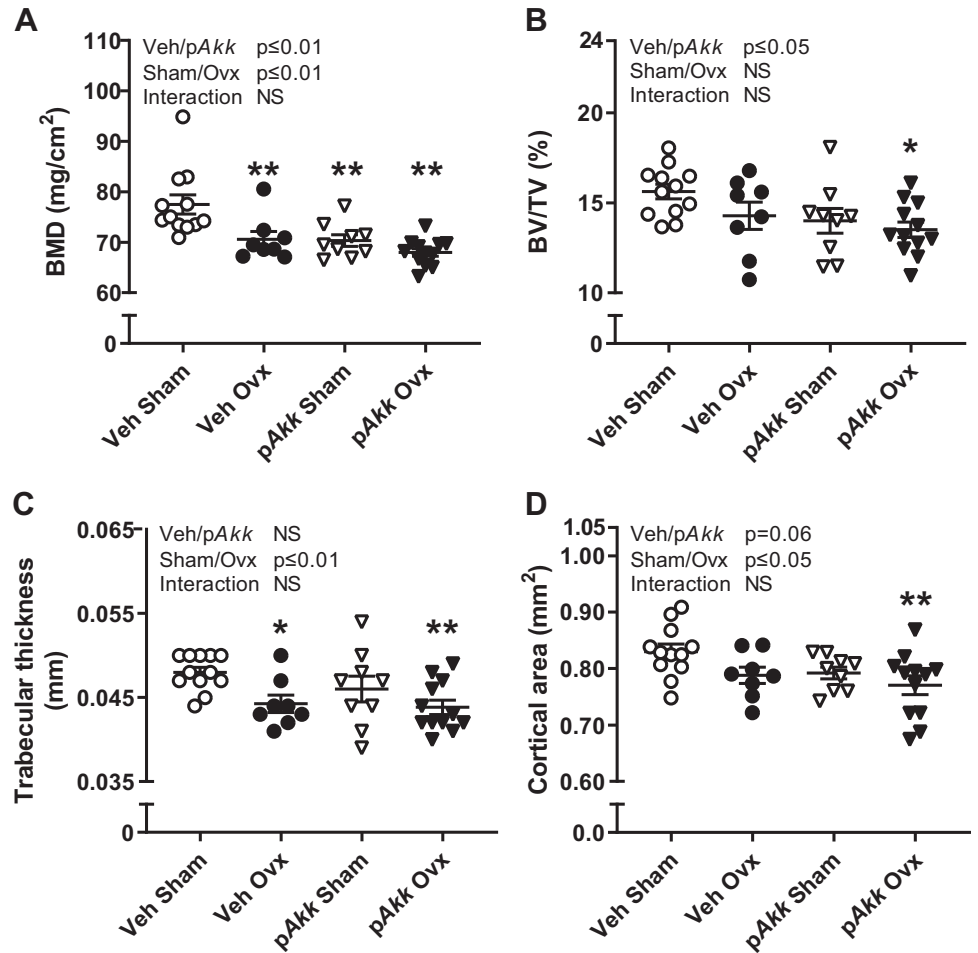 A
BMD (mg/cm2)
110
100
90
80
70
60
0
Veh/pAkk p≤0.01
Sham/Ovx p≤0.01
Interaction NS
**
**
**
Veh Sham
Veh Ovx
pAkk Sham
pAkk Ovx
B
BV/TV (%)
24
20
15
10
0
Veh/pAkk p≤0.05
Sham/Ovx NS
Interaction NS
*
Veh Sham
Veh Ovx
pAkk Sham
pAkk Ovx
C
Trabecular thickness
(mm)
0.065
0.055
0.045
0.035
0
Veh/pAkk NS
Sham/Ovx p≤0.01
Interaction NS
*
**
Veh Sham
Veh Ovx
pAkk Sham
pAkk Ovx
D
Cortical area (mm2)
1.05
1.00
0.90
0.80
0.70
0.60
0.0
Veh/pAkk p=0.06
Sham/Ovx p≤0.05
Interaction NS
**
Veh Sham
Veh Ovx
pAkk Sham
pAkk Ovx